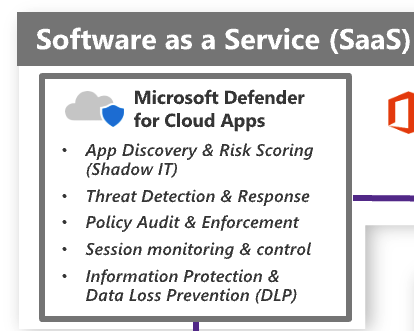 Software as a Service (SaaS)
Microsoft Defender
for Cloud Apps
• App Discovery & Risk Scoring
(Shadow IT)
• Threat Detection & Response
• Policy Audit & Enforcement
• Session monitoring & control
• Information Protection &
Data Loss Prevention (DLP)